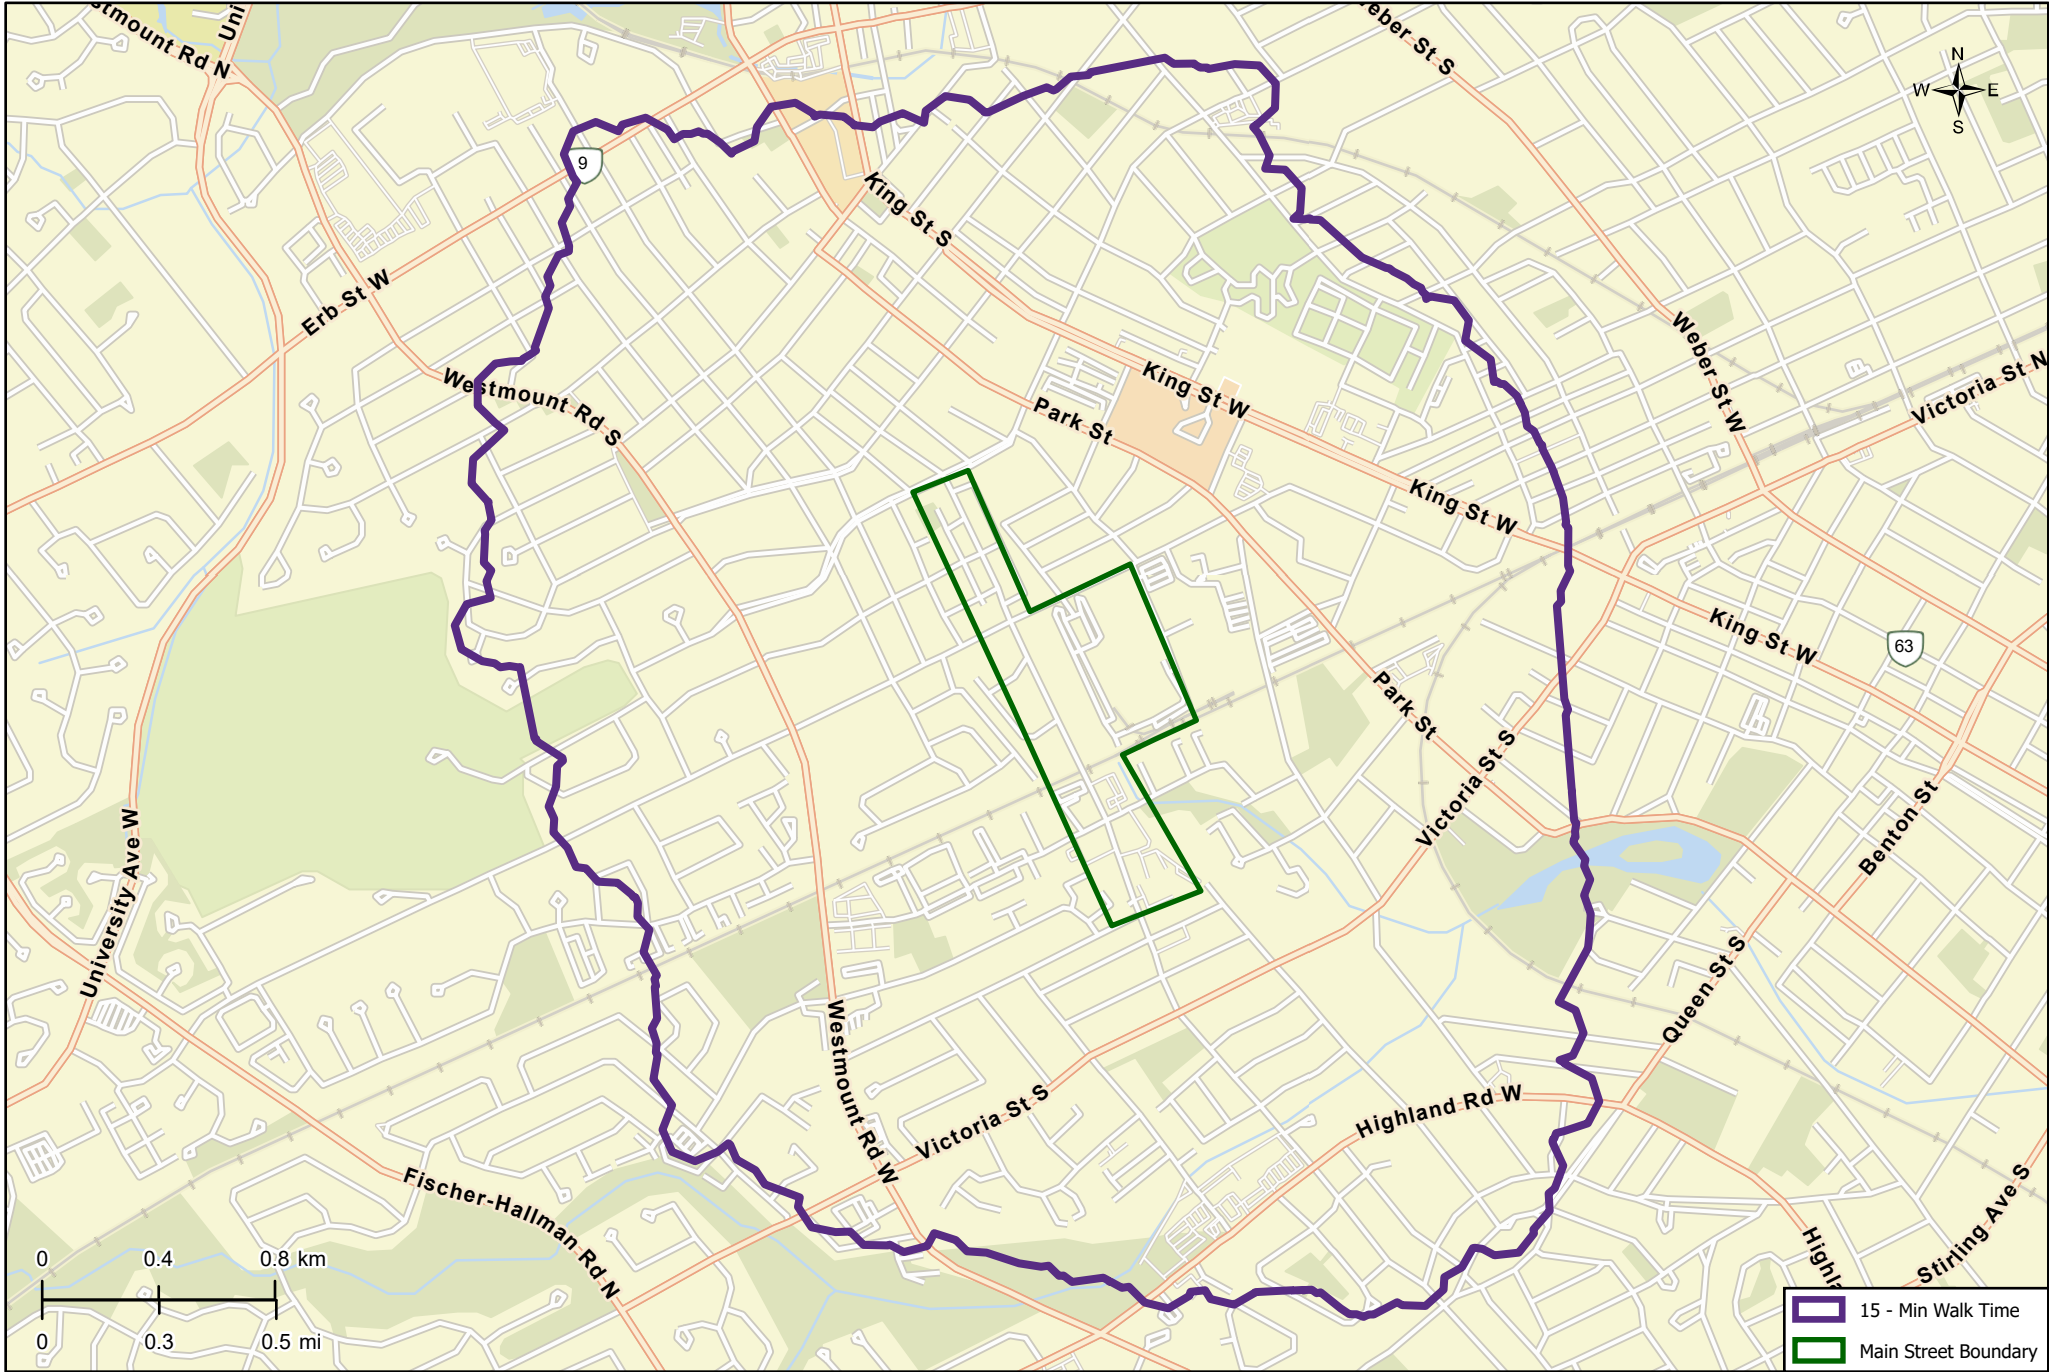 Westmount Rd N
Uni
Weber St S
N
W E
S
9
King St S
Erb St W
Westmount Rd S
King St W
Park St
Weber St W
Victoria St N
King St W
King St W
63
Park St
Victoria St S
Benton St
University Ave W
Queen St S
Westmount Rd W
Victoria St S
Highland Rd W
Fischer-Hallman Rd N
Stirling Ave S
Highla
0 0.4 0.8 km
0 0.3 0.5 mi
15 - Min Walk Time
Main Street Boundary